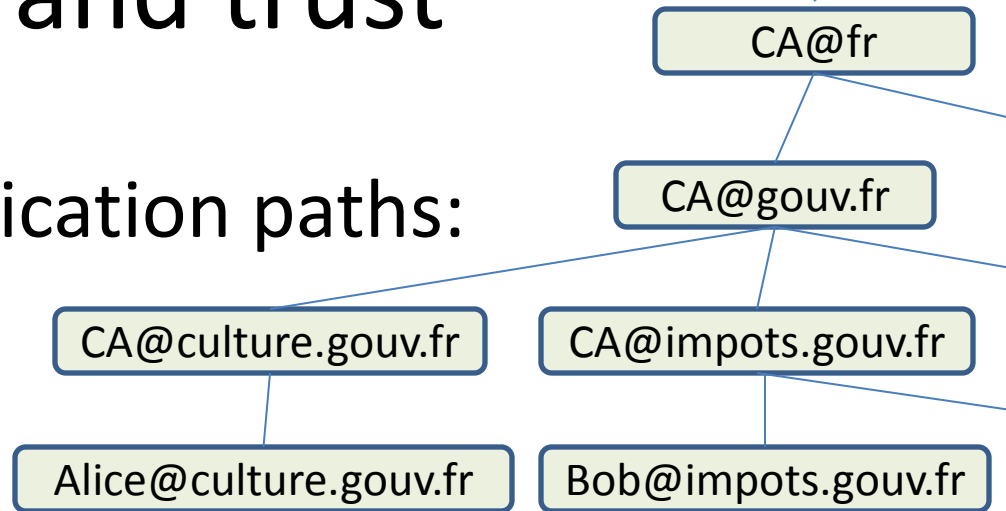 and trust
CA@fr
ication paths:
CA@gouv.fr
CA@culture.gouv.fr
CA@impots.gouv.fr
Alice@culture.gouv.fr
Bob@impots.gouv.fr